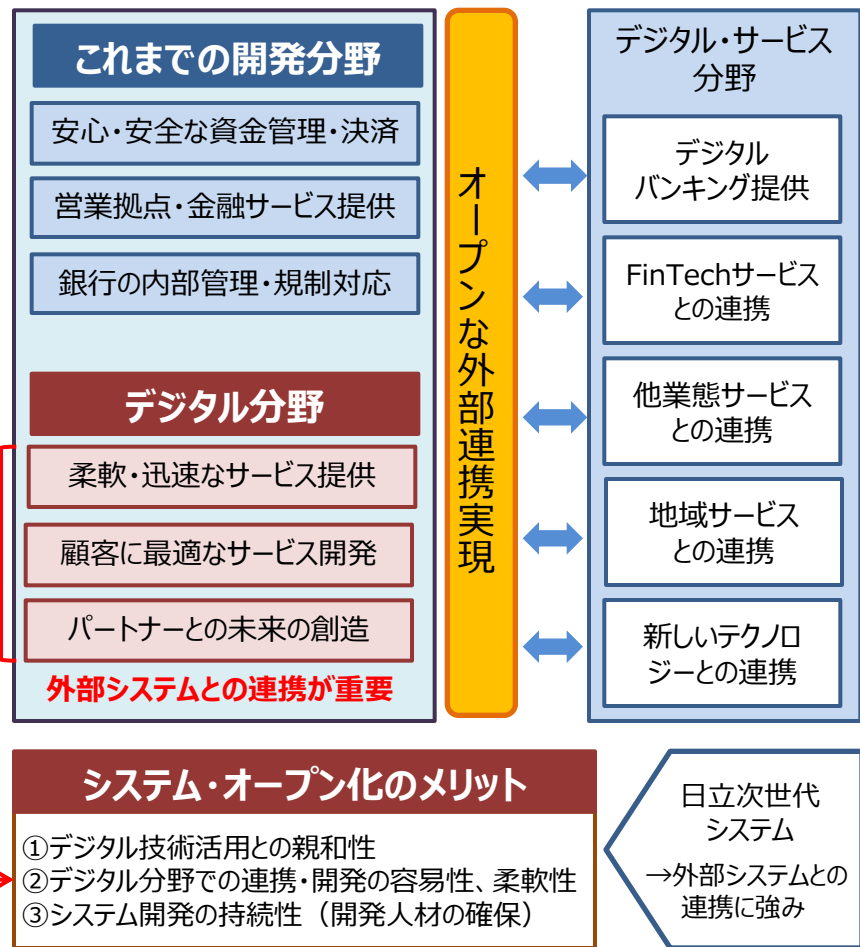 これまでの開発分野
安心・安全な資金管理・決済
営業拠点・金融サービス提供
銀行の内部管理・規制対応
デジタル分野
柔軟・迅速なサービス提供
顧客に最適なサービス開発
パートナーとの未来の創造
外部システムとの連携が重要
オープンな外部連携実現
デジタル・サービス
分野
デジタル
バンキング提供
FinTechサービス
との連携
他業態サービス
との連携
地域サービス
との連携
新しいテクノロ
ジーとの連携
システム・オープン化のメリット
①デジタル技術活用との親和性
②デジタル分野での連携・開発の容易性、柔軟性
③システム開発の持続性（開発人材の確保）
日立次世代
システム
→外部システムとの
連携に強み